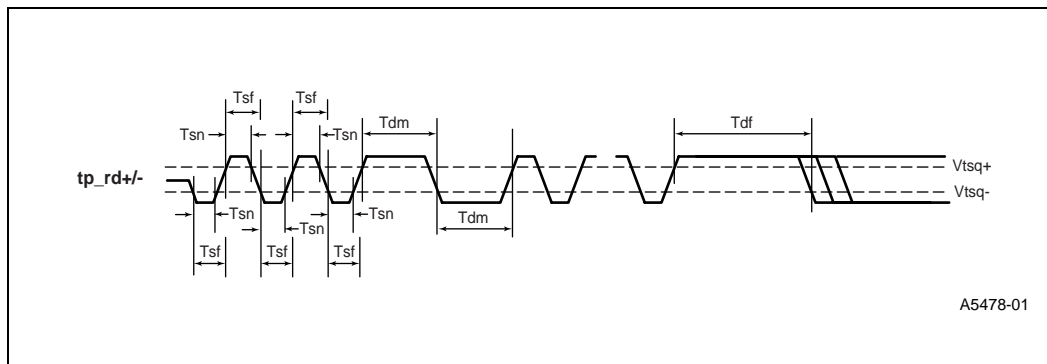 Tsf Tsf
Tsn Tsn Tdm Tdf
Vtsq+
tp_rd+/-
Vtsq-
Tsn Tsn Tsn Tdm
Tsf Tsf Tsf
A5478-01